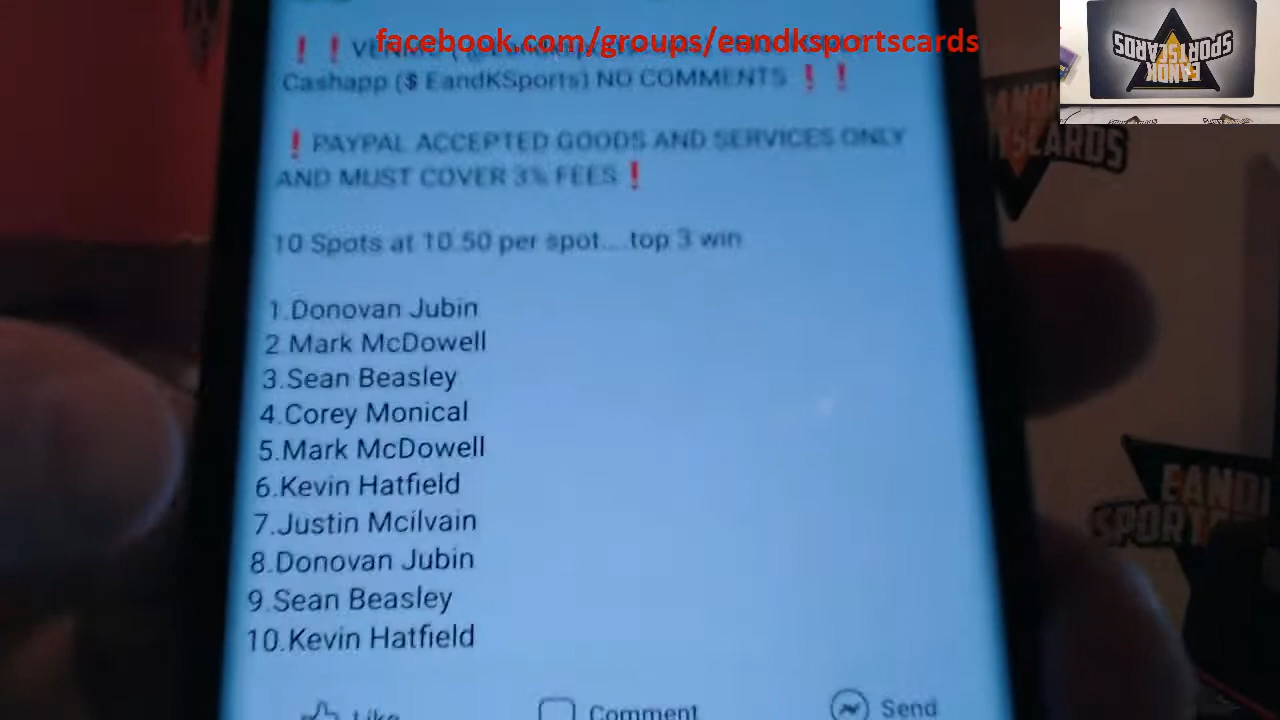 facebook.com/groups/eandksportscards
❗❗
Cashapp ($ EandKSports) NO COMMENTS ❗❗
❗PAYPAL ACCEPTED GOODS AND SERVICES ONLY
AND MUST COVER 3% FEES❗
10 Spots at 10.50 per spot....top 3 win
1.Donovan Jubin
2 Mark McDowell
3.Sean Beasley
4.Corey Monical
5.Mark McDowell
6.Kevin Hatfield
7.Justin Mcilvain
8.Donovan Jubin
9.Sean Beasley
10.Kevin Hatfield
Like Comment Send
EANDK
SPORTSCARDS